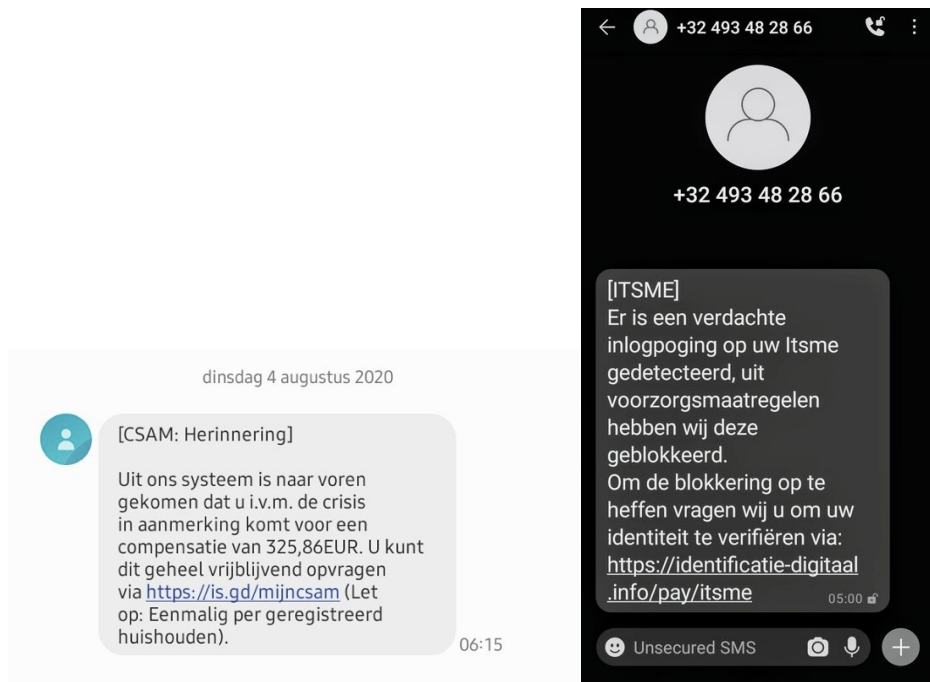 dinsdag 4 augustus 2020
[CSAM: Herinnering]
Uit ons systeem is naar voren
gekomen dat u i.v.m. de crisis
in aanmerking komt voor een
compensatie van 325,86EUR. U kunt
dit geheel vrijblijvend opvragen
via https://is.gd/mijncsam (Let
op: Eenmalig per geregistreerd
huishouden).
06:15
+32 493 48 28 66
+32 493 48 28 66
[ITSME]
Er is een verdachte
inlogpoging op uw Itsme
gedetecteerd, uit
voorzorgsmaatregelen
hebben wij deze
geblokkeerd.
Om de blokkering op te
heffen vragen wij u om uw
identiteit te verifiëren via:
https://identificatie-digitaal
.info/pay/itsme
05:00
Unsecured SMS